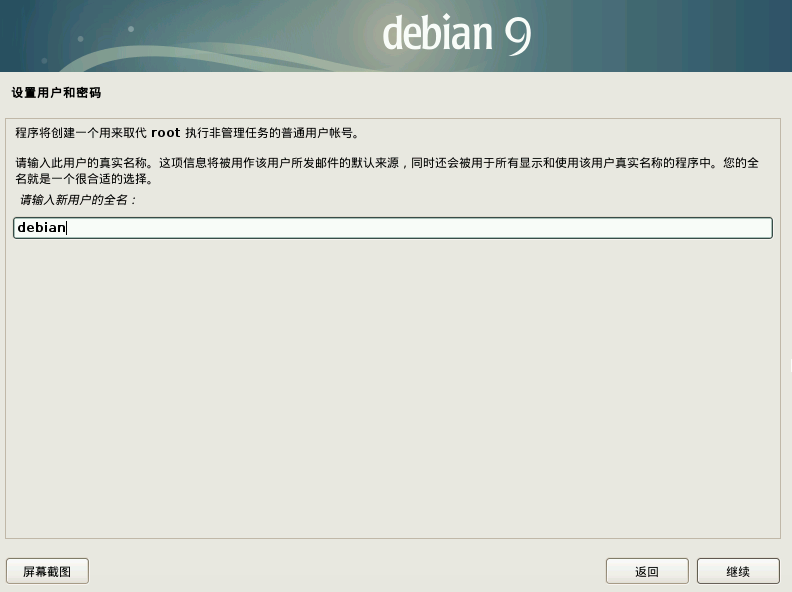 debian 9
设置用户和密码
程序将创建一个用来取代 root 执行非管理任务的普通用户帐号。
请输入此用户的真实名称。这项信息将被用作该用户所发邮件的默认来源，同时还会被用于所有显示和使用该用户真实名称的程序中。您的全
名就是一个很合适的选择。
请输入新用户的全名：
debian
屏幕截图
返回
继续